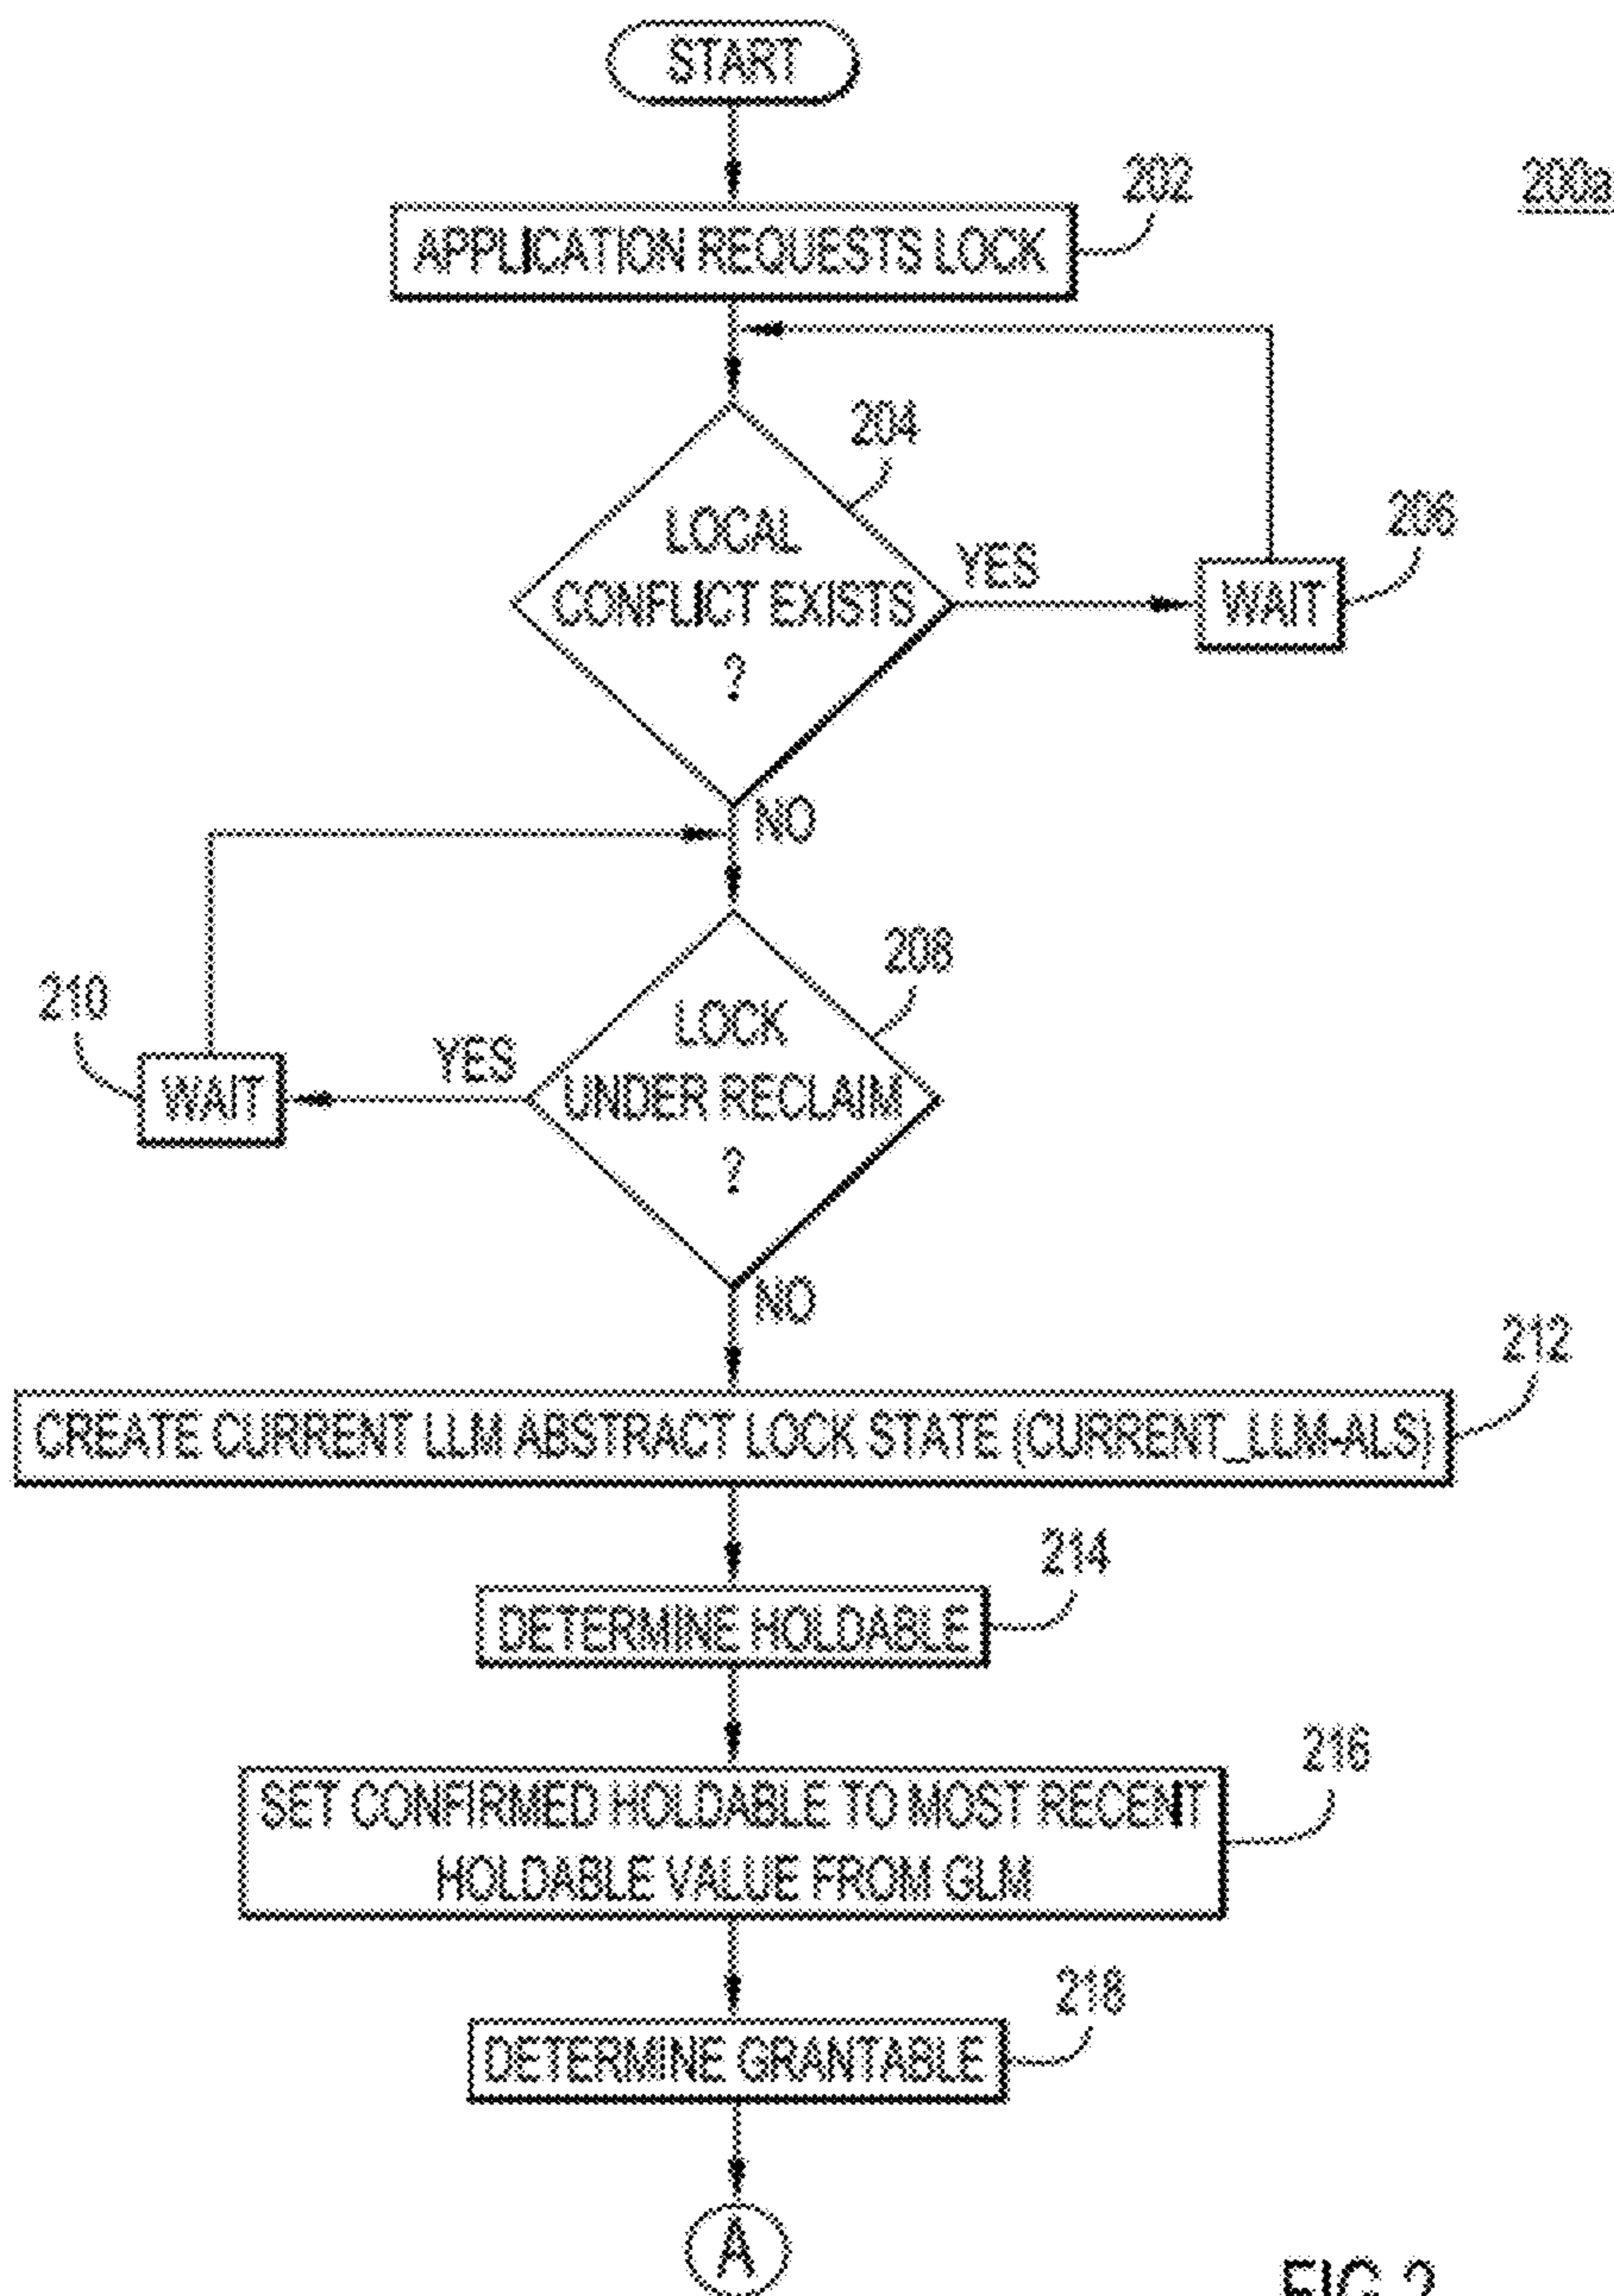 START
202
200a
APPLICATION REQUESTS LOCK
204
LOCAL
CONFLICT EXISTS
?
YES
206
WAIT
NO
208
210
LOCK
UNDER RECLAIM
?
YES
WAIT
NO
212
CREATE CURRENT LLM ABSTRACT LOCK STATE (CURRENT_LLM-ALS)
214
DETERMINE HOLDABLE
216
SET CONFIRMED HOLDABLE TO MOST RECENT
HOLDABLE VALUE FROM GLM
218
DETERMINE GRANTABLE
A
FIG.2